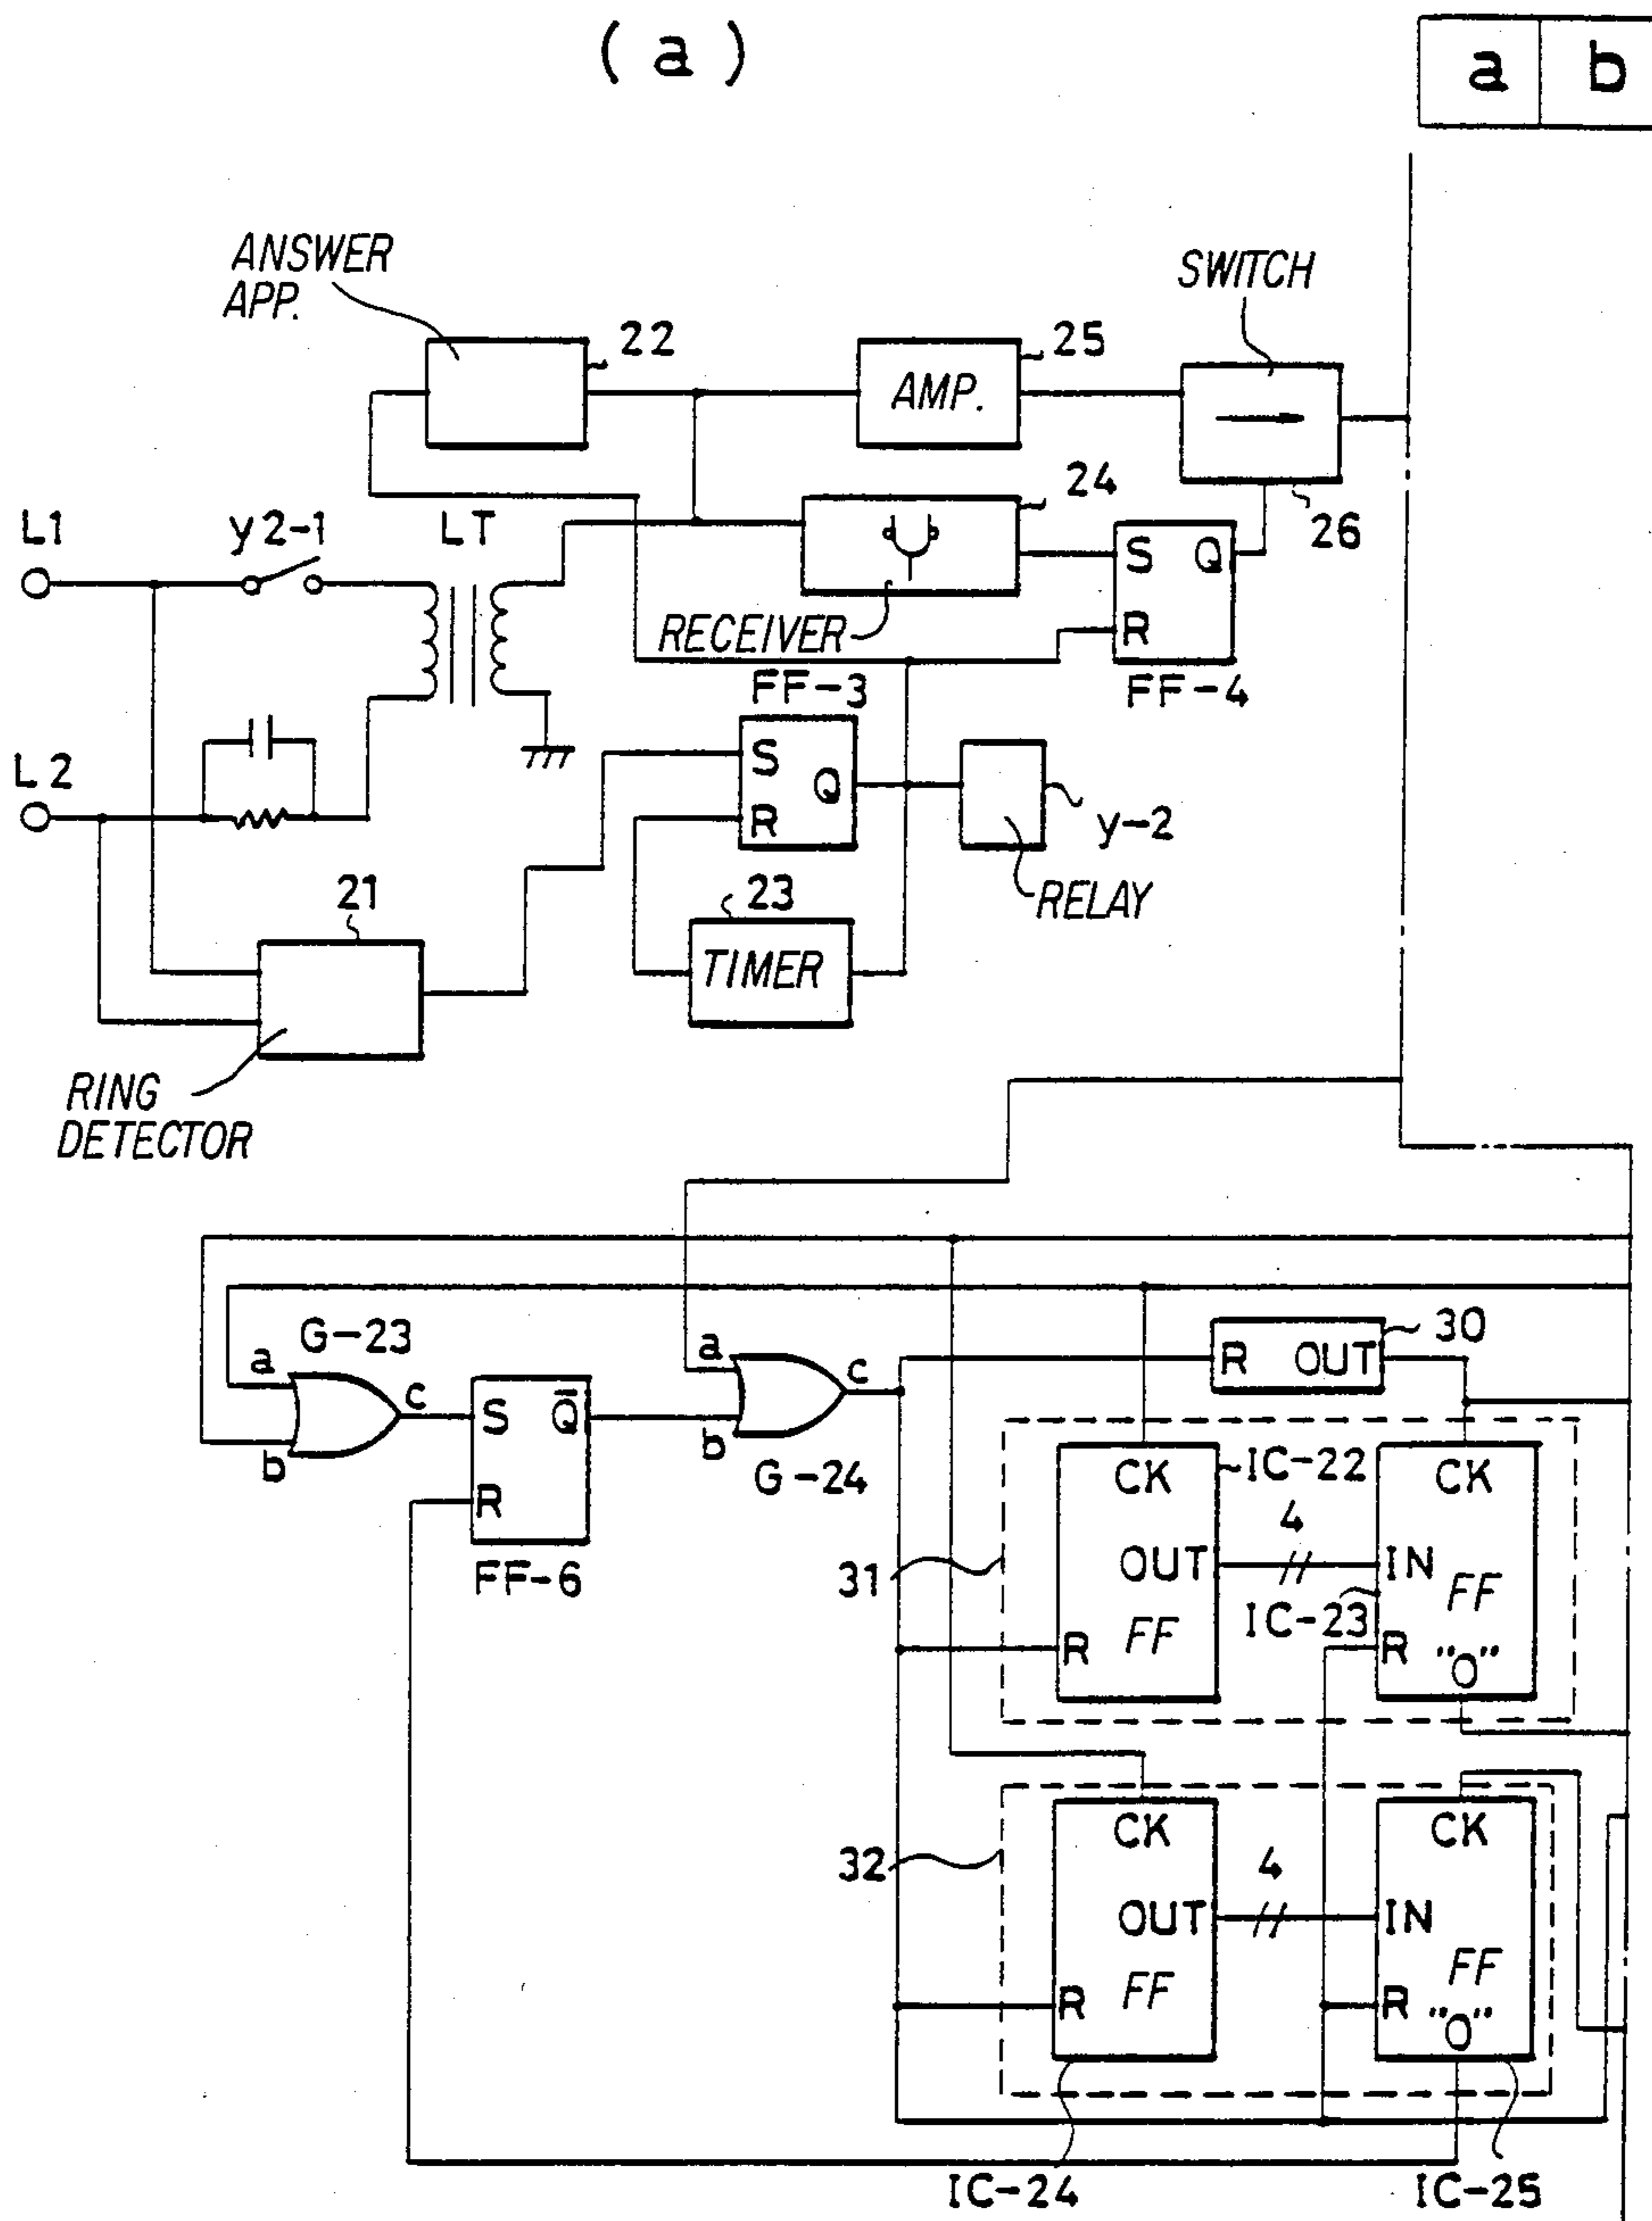 ( a )
a b
ANSWER
APP.
22
25
AMP.
SWITCH
26
24
RECEIVER
L1
y2-1
LT
S Q
R
FF-4
FF-3
S
Q
R
L2
y-2
RELAY
21
23
TIMER
RING
DETECTOR
G-23
a
b
c
S Q̄
R
FF-6
a
b
c
G-24
R OUT
30
CK
OUT
FF
R
IC-22
4
31
IC-23
CK
IN
FF
R
"0"
32
CK
OUT
FF
R
4
CK
IN
FF
R
"0"
IC-24
IC-25